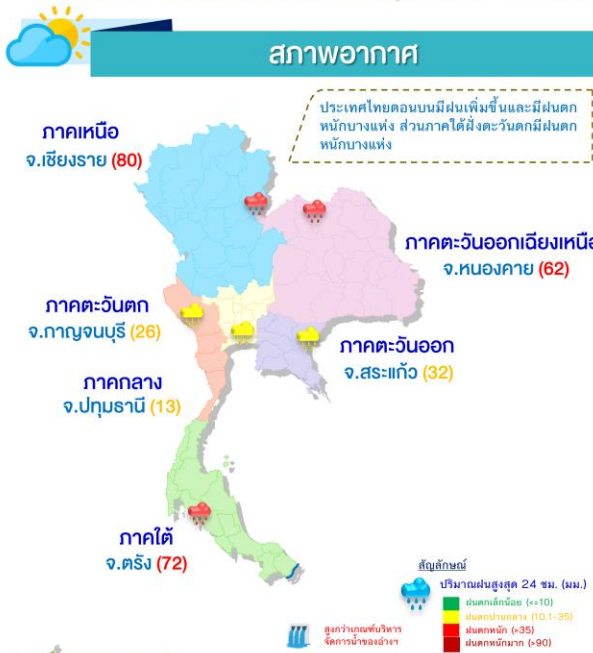 สภาพอากาศ
ประเทศไทยตอนบนมีฝนเพิ่มขึ้นและมีฝนตก
หนักบางแห่ง ส่วนภาคใต้ฝั่งตะวันตกมีฝนตก
หนักบางแห่ง
ภาคเหนือ
จ.เชียงราย (80)
ภาคตะวันออกเฉียงเหนือ
จ.หนองคาย (62)
ภาคตะวันตก
จ.กาญจนบุรี (26)
ภาคตะวันออก
จ.สระแก้ว (32)
ภาคกลาง
จ.ปทุมธานี (13)
ภาคใต้
จ.ตรัง (72)
สัญลักษณ์
ปริมาณฝนสูงสุด 24 ชม. (มม.)
ฝนตกเล็กน้อย (<=10)
ฝนตกปานกลาง (10.1-35)
ฝนตกหนัก (>35)
ฝนตกหนักมาก (>90)
สูงกว่าเกณฑ์บริหาร
จัดการน้ำของอ่างฯ